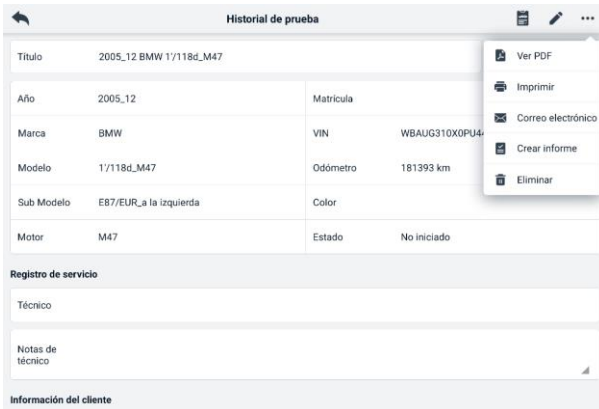 Historial de prueba
Título 2005_12 BMW 1'/118d_M47
Ver PDF
Imprimir
Correo electrónico
Crear informe
Eliminar
Año 2005_12 Matrícula
Marca BMW VIN
Modelo 1'/118d_M47 Odómetro 181393 km
Sub Modelo E87/EUR_a la izquierda Color
Motor M47 Estado No iniciado
Registro de servicio
Técnico
Notas de
técnico
Información del cliente